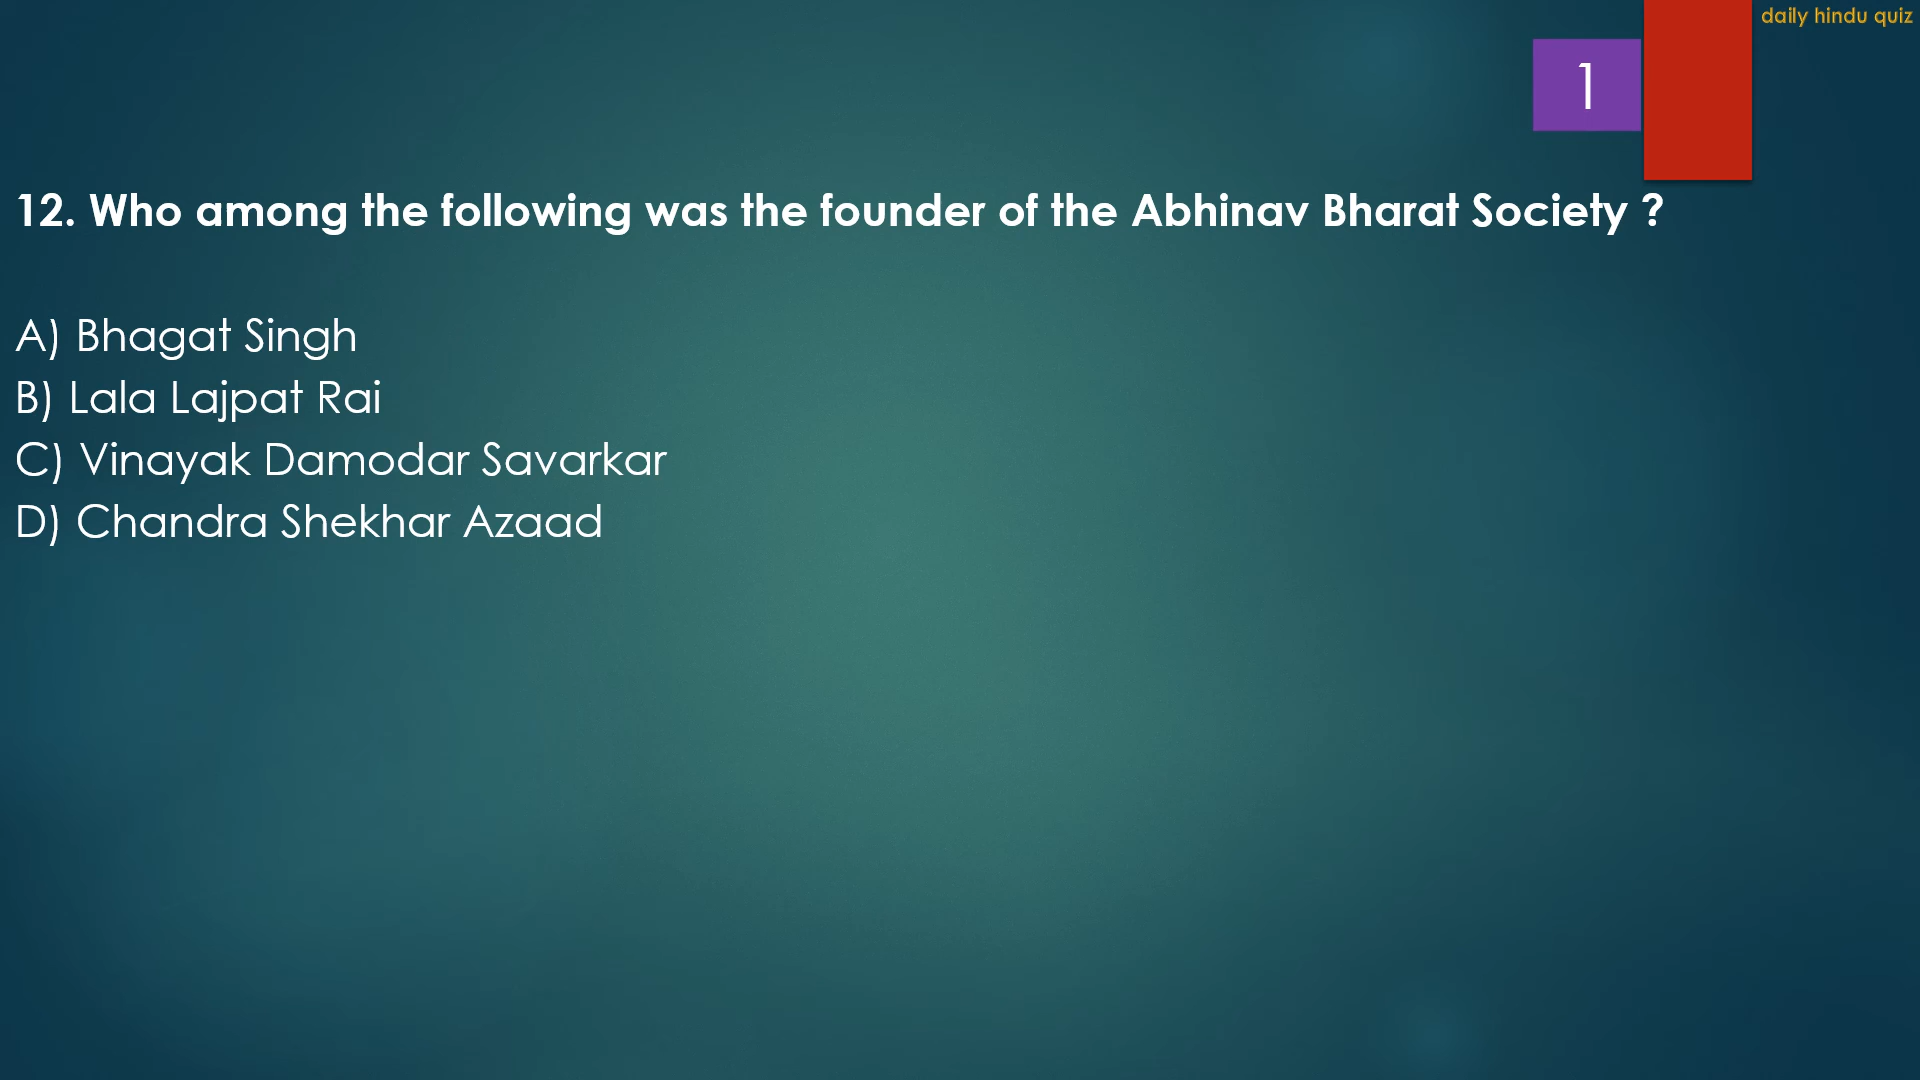 daily hindu quiz
1
12. Who among the following was the founder of the Abhinav Bharat Society ?
A) Bhagat Singh
B) Lala Lajpat Rai
C) Vinayak Damodar Savarkar
D) Chandra Shekhar Azaad